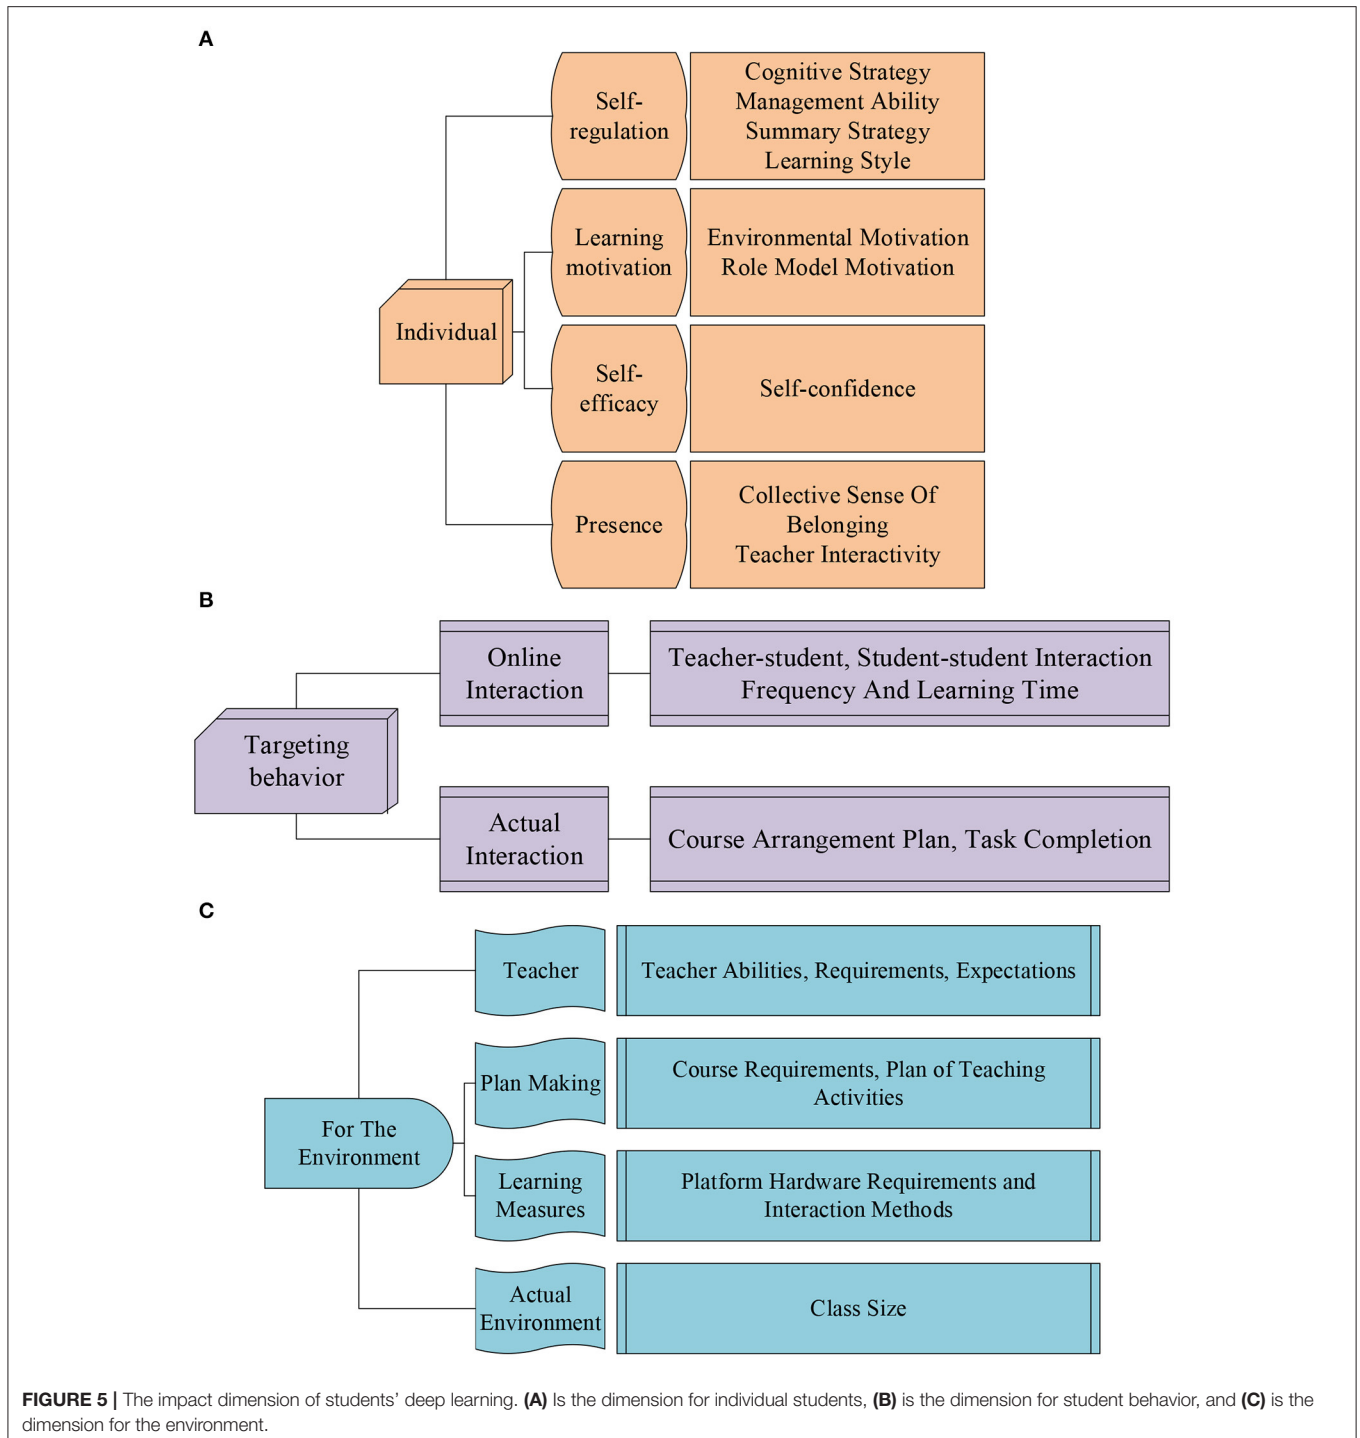 A
Self-
regulation
Cognitive Strategy
Management Ability
Summary Strategy
Learning Style
Learning
motivation
Environmental Motivation
Role Model Motivation
Individual
Self-
efficacy
Self-confidence
Presence
Collective Sense Of
Belonging
Teacher Interactivity
B
Online
Interaction
Teacher-student, Student-student Interaction
Frequency And Learning Time
Targeting
behavior
Actual
Interaction
Course Arrangement Plan, Task Completion
C
Teacher
Teacher Abilities, Requirements, Expectations
Plan Making
Course Requirements, Plan of Teaching
Activities
For The
Environment
Learning
Measures
Platform Hardware Requirements and
Interaction Methods
Actual
Environment
Class Size
FIGURE 5 | The impact dimension of students' deep learning. (A) Is the dimension for individual students, (B) is the dimension for student behavior, and (C) is the
dimension for the environment.